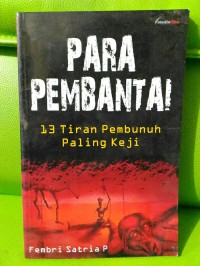 PARA
PEMBANTAI
13 Tiran Pembunuh
Paling Keji
Fembri Satria P